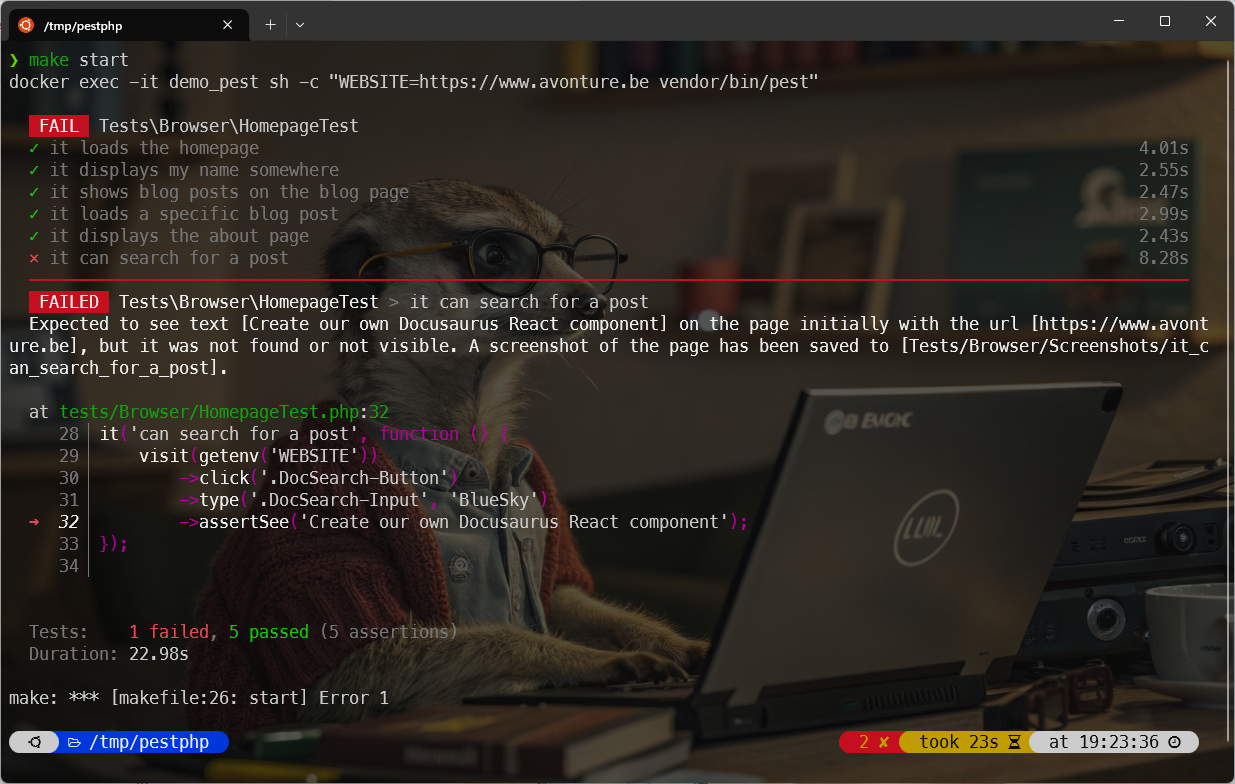 /tmp/pestphp
❯ make start
docker exec -it demo_pest sh -c "WEBSITE=https://www.avonture.be vendor/bin/pest"
FAIL Tests\Browser\HomepageTest
✓ it loads the homepage 4.01s
✓ it displays my name somewhere 2.55s
✓ it shows blog posts on the blog page 2.47s
✓ it loads a specific blog post 2.99s
✓ it displays the about page 2.43s
× it can search for a post 8.28s
FAILED Tests\Browser\HomepageTest > it can search for a post
Expected to see text [Create our own Docusaurus React component] on the page initially with the url [https://www.avont
ure.be], but it was not found or not visible. A screenshot of the page has been saved to [Tests/Browser/Screenshots/it_c
an_search_for_a_post].
at tests/Browser/HomepageTest.php:32
28 it('can search for a post', function () {
29 visit(getenv('WEBSITE'))
30 ->click('.DocSearch-Button')
31 ->type('.DocSearch-Input', 'BlueSky')
➜ 32 ->assertSee('Create our own Docusaurus React component');
33 });
34
Tests: 1 failed, 5 passed (5 assertions)
Duration: 22.98s
make: *** [makefile:26: start] Error 1
/tmp/pestphp 2 ✘ took 23s at 19:23:36